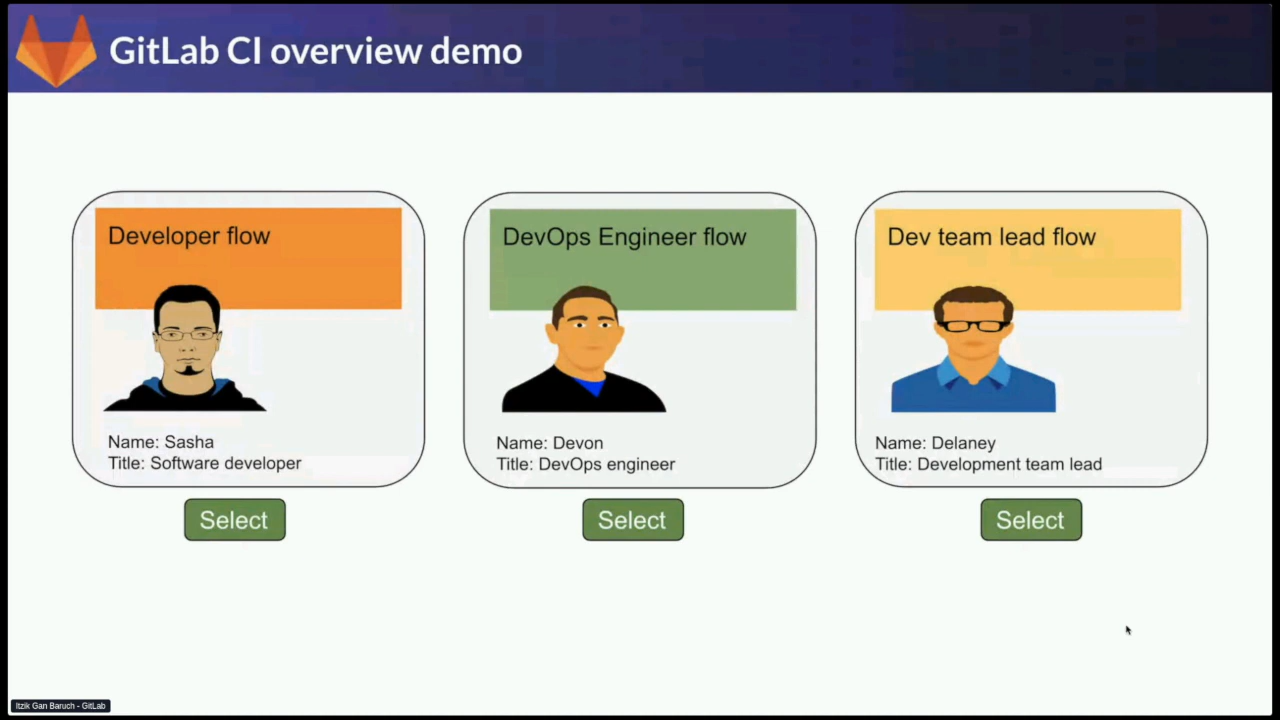 GitLab CI overview demo
Developer flow
Name: Sasha
Title: Software developer
Select
DevOps Engineer flow
Name: Devon
Title: DevOps engineer
Select
Dev team lead flow
Name: Delaney
Title: Development team lead
Select
Itzik Gan Baruch - GitLab